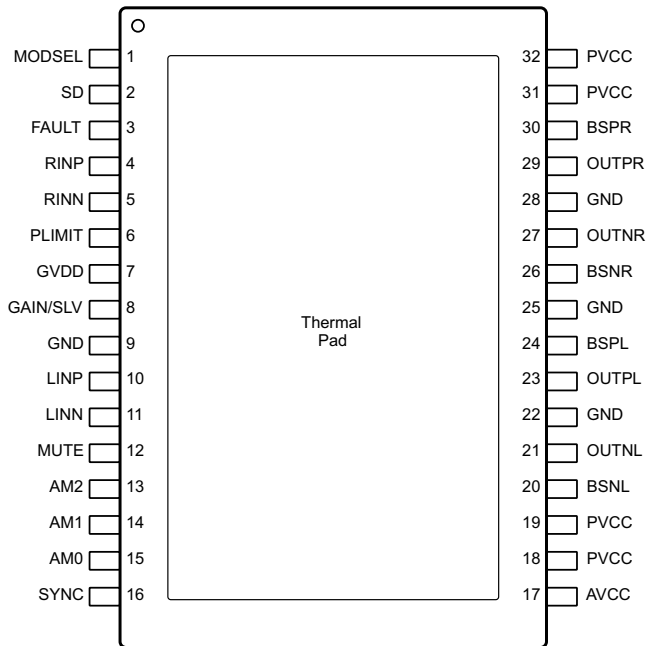 MODSEL 1 32 PVCC
SD 2 31 PVCC
FAULT 3 30 BSPR
RINP 4 29 OUTPR
RINN 5 28 GND
PLIMIT 6 27 OUTNR
GVDD 7 26 BSNR
GAIN/SLV 8 25 GND
Thermal
Pad
GND 9 24 BSPL
LINP 10 23 OUTPL
LINN 11 22 GND
MUTE 12 21 OUTNL
AM2 13 20 BSNL
AM1 14 19 PVCC
AM0 15 18 PVCC
SYNC 16 17 AVCC